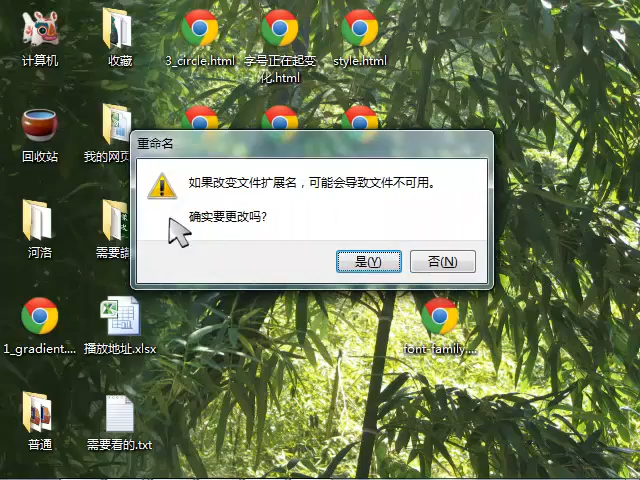 计算机
收藏
3_circle.html
字号正在起变
化.html
style.html
回收站
我的网页
重命名
如果改变文件扩展名，可能会导致文件不可用。
确实要更改吗?
是(Y)
否(N)
河洛
需要請
1_gradient....
播放地址.xlsx
font-family....
普通
需要看的.txt